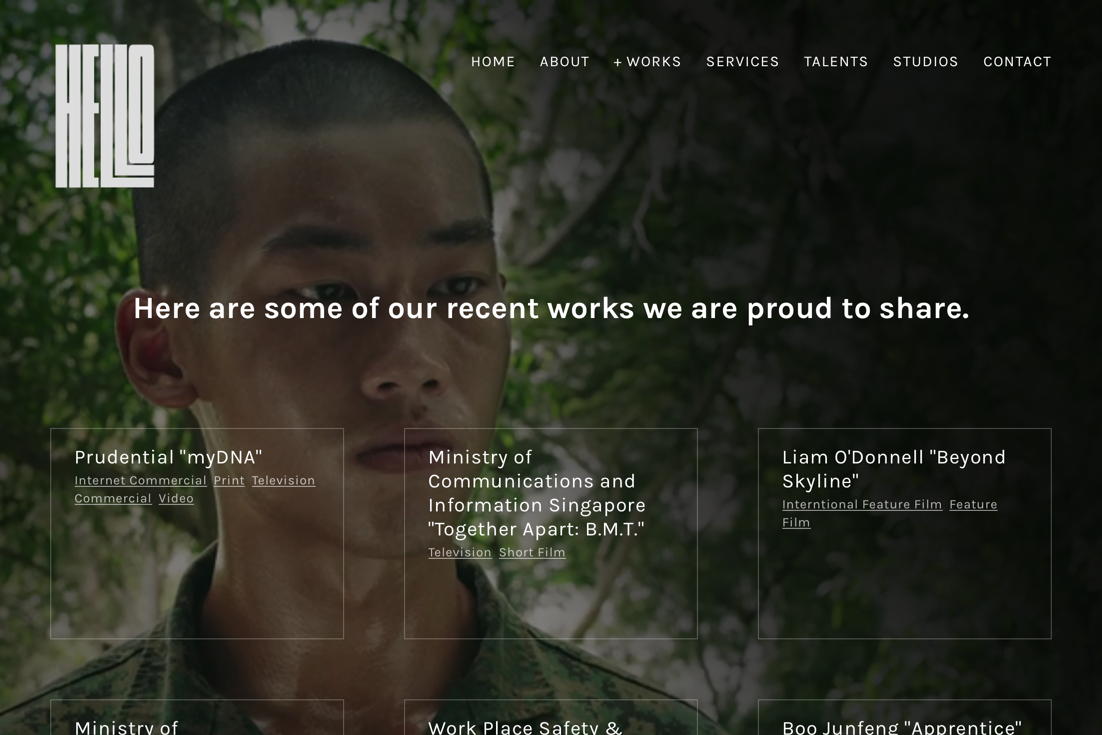 HELLO
HOME ABOUT + WORKS SERVICES TALENTS STUDIOS CONTACT
Here are some of our recent works we are proud to share.
Prudential "myDNA"
Internet Commercial Print Television
Commercial Video
Ministry of
Communications and
Information Singapore
"Together Apart: B.M.T."
Television Short Film
Liam O'Donnell "Beyond
Skyline"
Interntional Feature Film Feature
Film
Ministry of
Work Place Safety &
Boo Junfeng "Apprentice"